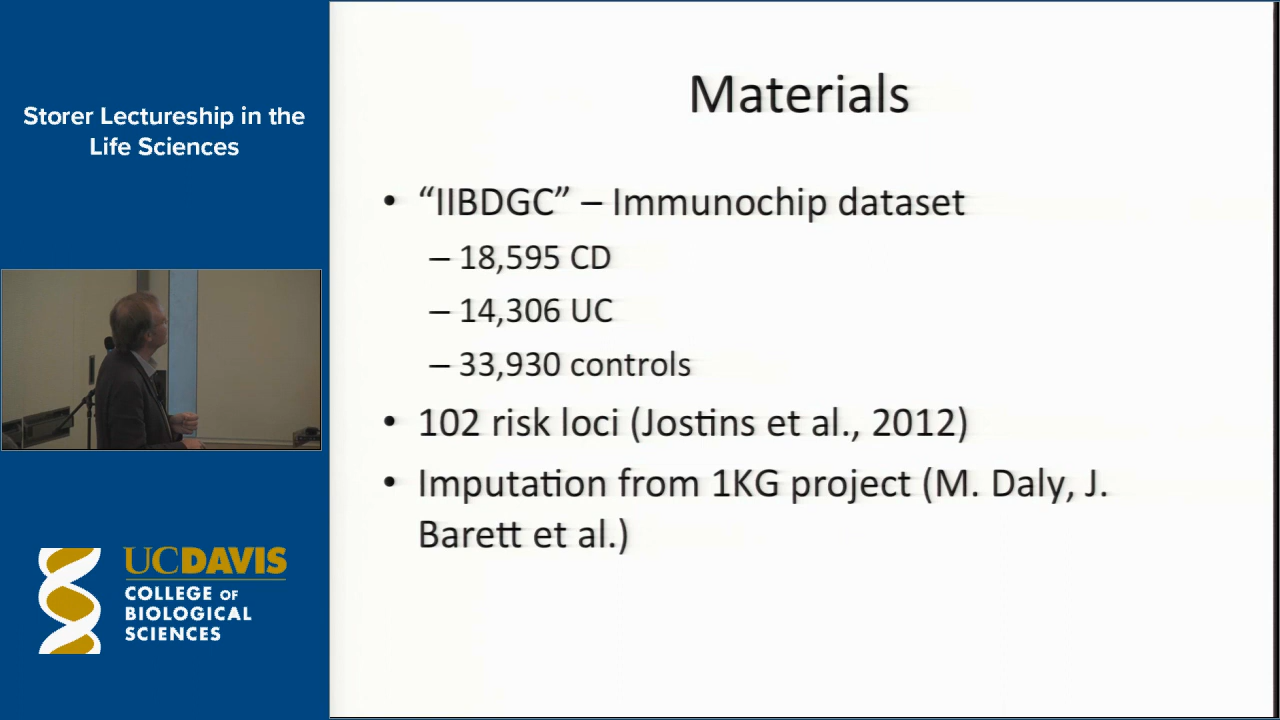 Storer Lectureship in the
Life Sciences
UCDAVIS
COLLEGE OF
BIOLOGICAL
SCIENCES
Materials
• “IIBDGC” – Immunochip dataset
– 18,595 CD
– 14,306 UC
– 33,930 controls
• 102 risk loci (Jostins et al., 2012)
• Imputation from 1KG project (M. Daly, J.
Barett et al.)